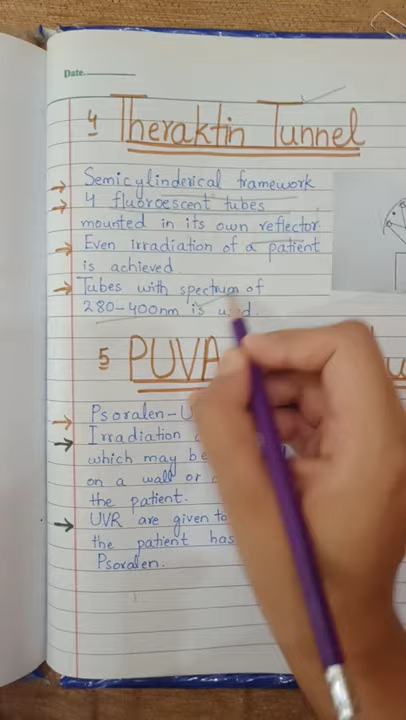 Date.
4 Theraktin Tunnel
→ Semicylinderical framework
→ 4 fluoroescent tubes
mounted in its own reflector
→ Even irradiation of a patient
is achieved.
→ Tubes with spectrum of
280-400nm is
5 PUVA
→ Psoralen-U
→ Irradiation
which may be
on a wall or
the patient.
→ UVR are given to
the patient has
Psoralen.